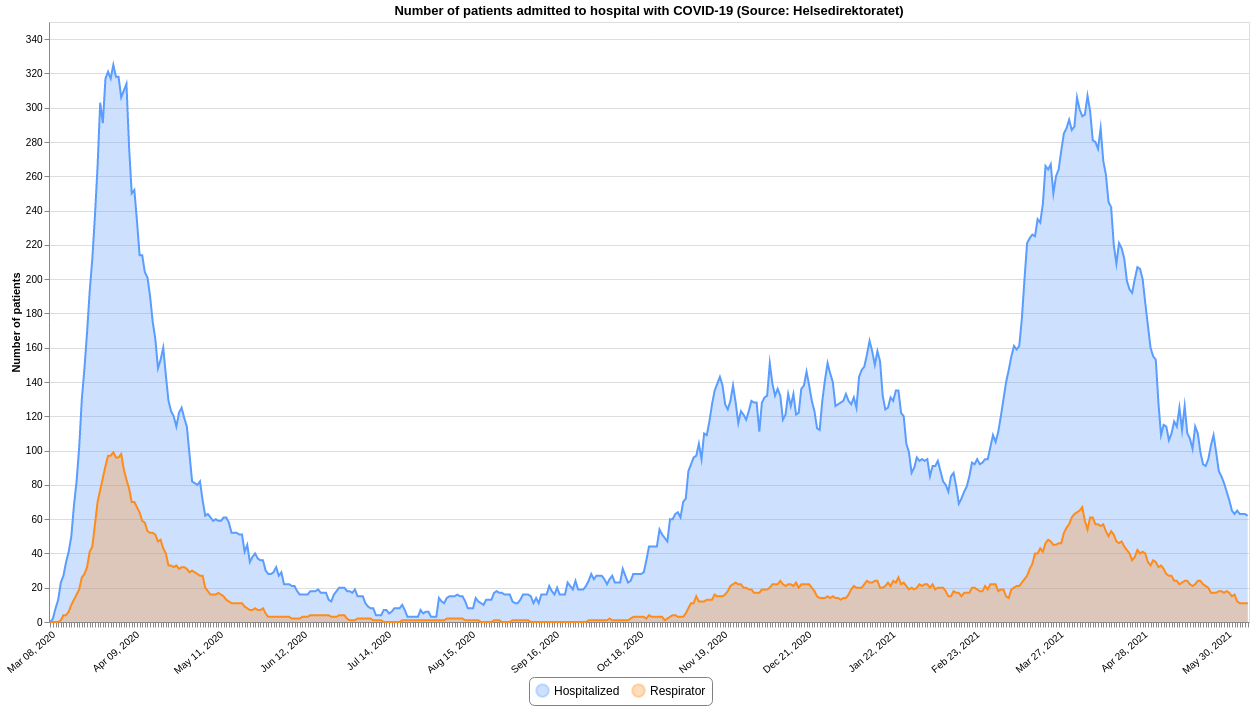 Number of patients admitted to hospital with COVID-19 (Source: Helsedirektoratet)
Number of patients
340
320
300
280
260
240
220
200
180
160
140
120
100
80
60
40
20
0
Mar 08, 2020
Apr 09, 2020
May 11, 2020
Jun 12, 2020
Jul 14, 2020
Aug 15, 2020
Sep 16, 2020
Oct 18, 2020
Nov 19, 2020
Dec 21, 2020
Jan 22, 2021
Feb 23, 2021
Mar 27, 2021
Apr 28, 2021
May 30, 2021
Hospitalized
Respirator